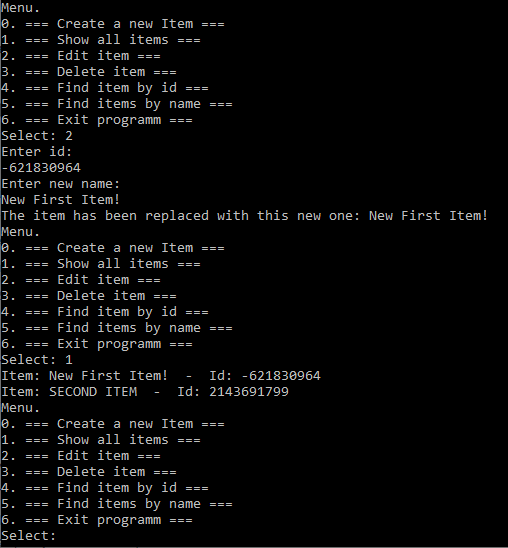 Menu.
0. === Create a new Item ===
1. === Show all items ===
2. === Edit item ===
3. === Delete item ===
4. === Find item by id ===
5. === Find items by name ===
6. === Exit programm ===
Select: 2
Enter id:
-621830964
Enter new name:
New First Item!
The item has been replaced with this new one: New First Item!
Menu.
0. === Create a new Item ===
1. === Show all items ===
2. === Edit item ===
3. === Delete item ===
4. === Find item by id ===
5. === Find items by name ===
6. === Exit programm ===
Select: 1
Item: New First Item!  -  Id: -621830964
Item: SECOND ITEM  -  Id: 2143691799
Menu.
0. === Create a new Item ===
1. === Show all items ===
2. === Edit item ===
3. === Delete item ===
4. === Find item by id ===
5. === Find items by name ===
6. === Exit programm ===
Select: